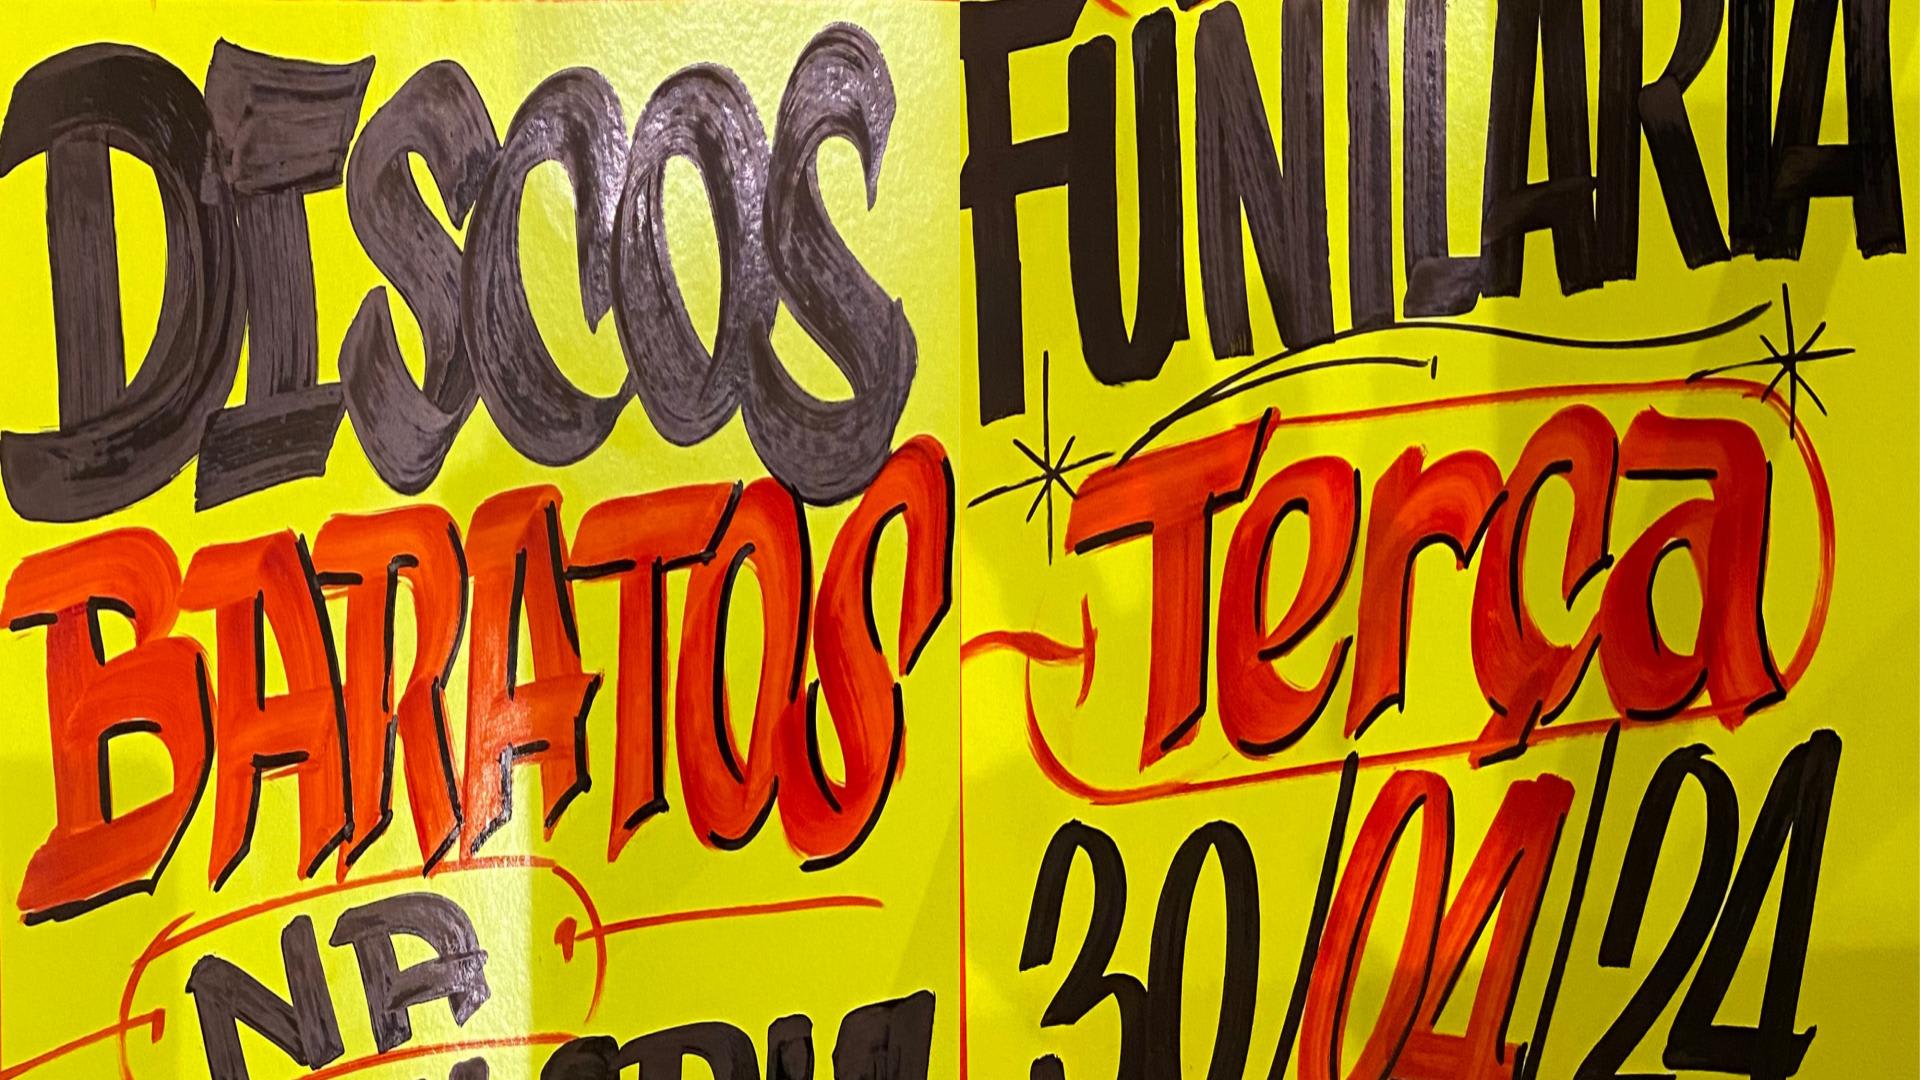 DISCOS
BARATOS
NA
FUNILARIA
Terça
30/04/24